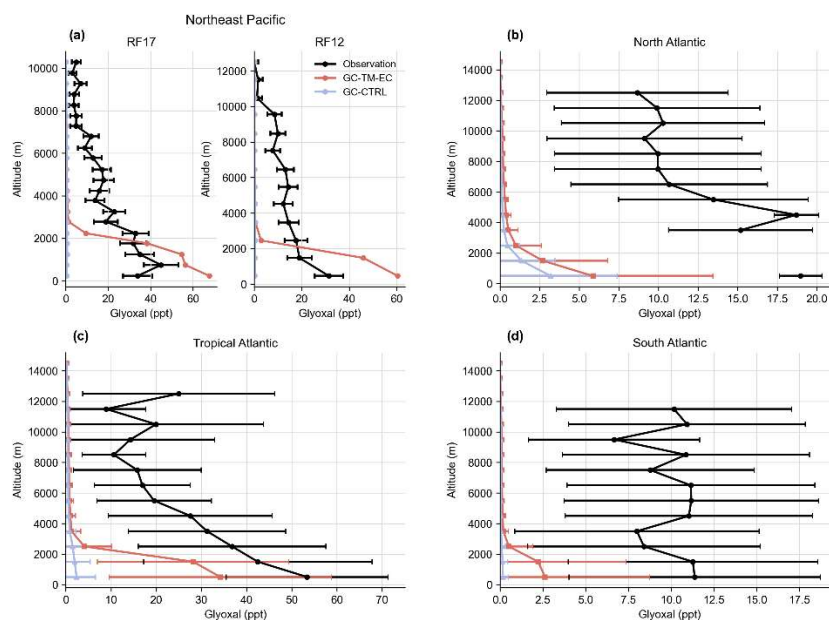 Northeast Pacific
(a)
RF17
RF12
Observation
GC-TM-EC
GC-CTRL
10000
8000
6000
4000
2000
0
Altitude (m)
0 20 40 60
Glyoxal (ppt)
12000
10000
8000
6000
4000
2000
0
0 20 40 60
Glyoxal (ppt)
(b)
North Atlantic
14000
12000
10000
8000
6000
4000
2000
0
Altitude (m)
0.0 2.5 5.0 7.5 10.0 12.5 15.0 17.5 20.0
Glyoxal (ppt)
(c)
Tropical Atlantic
14000
12000
10000
8000
6000
4000
2000
0
Altitude (m)
0 10 20 30 40 50 60 70
Glyoxal (ppt)
(d)
South Atlantic
14000
12000
10000
8000
6000
4000
2000
0
Altitude (m)
0.0 2.5 5.0 7.5 10.0 12.5 15.0 17.5
Glyoxal (ppt)